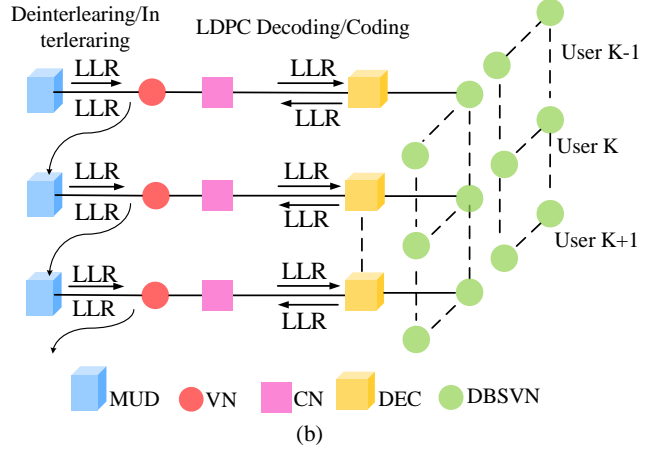 Deinterlearing/In
terleraring
LDPC Decoding/Coding
User K-1
LLR
LLR
LLR
LLR
User K
LLR
LLR
LLR
LLR
User K+1
LLR
LLR
LLR
LLR
MUD
VN
CN
DEC
DBSVN
(b)